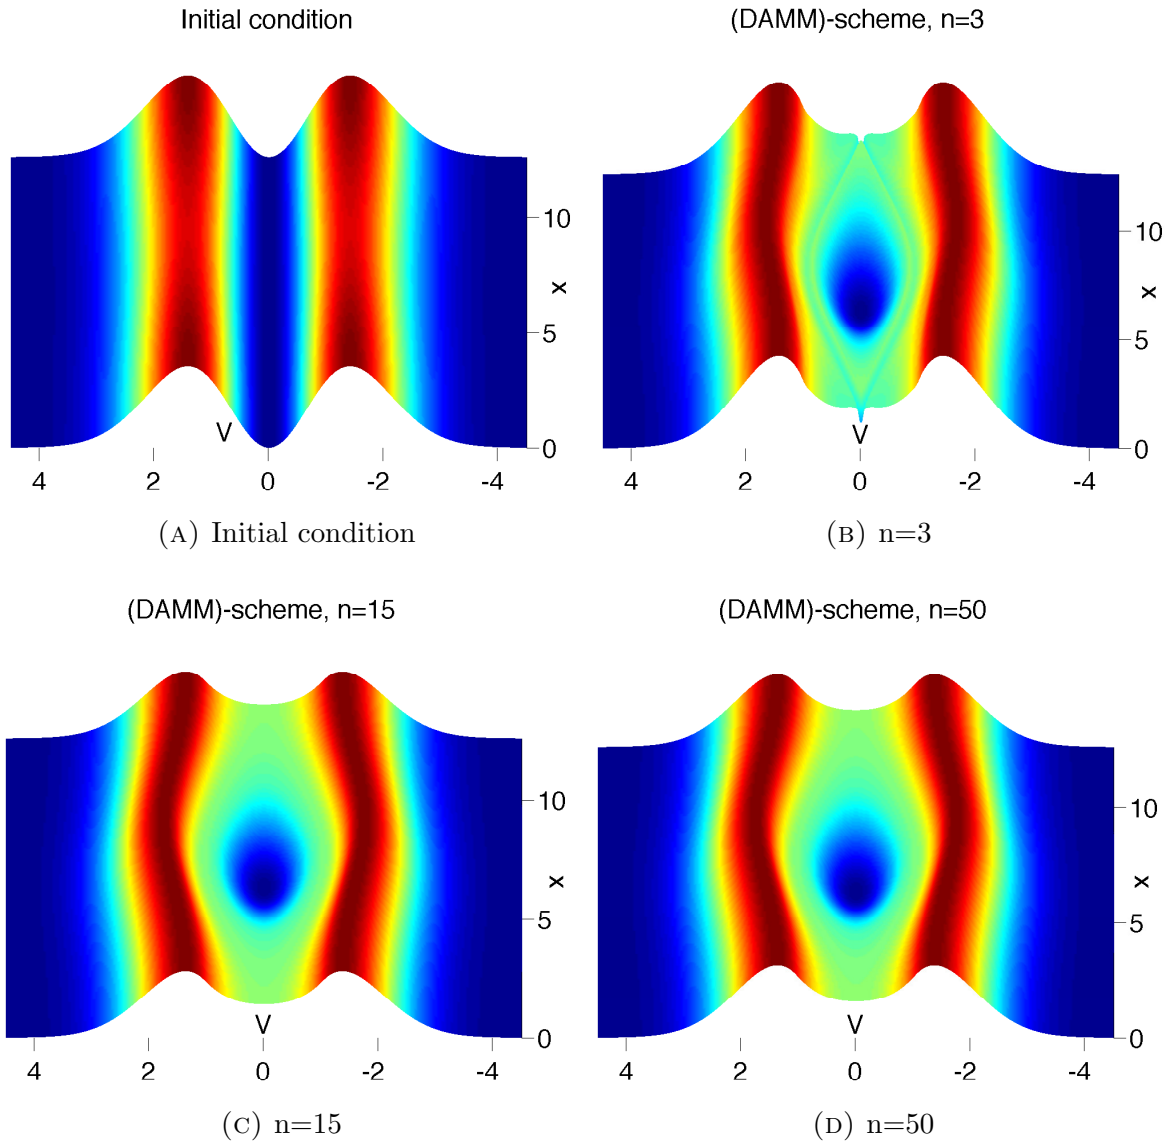 Initial condition
10
x
5
V
0
4 2 0 -2 -4
(A) Initial condition
(DAMM)-scheme, n=3
10
x
5
V
0
4 2 0 -2 -4
(B) n=3
(DAMM)-scheme, n=15
10
x
5
V
0
4 2 0 -2 -4
(C) n=15
(DAMM)-scheme, n=50
10
x
5
V
0
4 2 0 -2 -4
(D) n=50